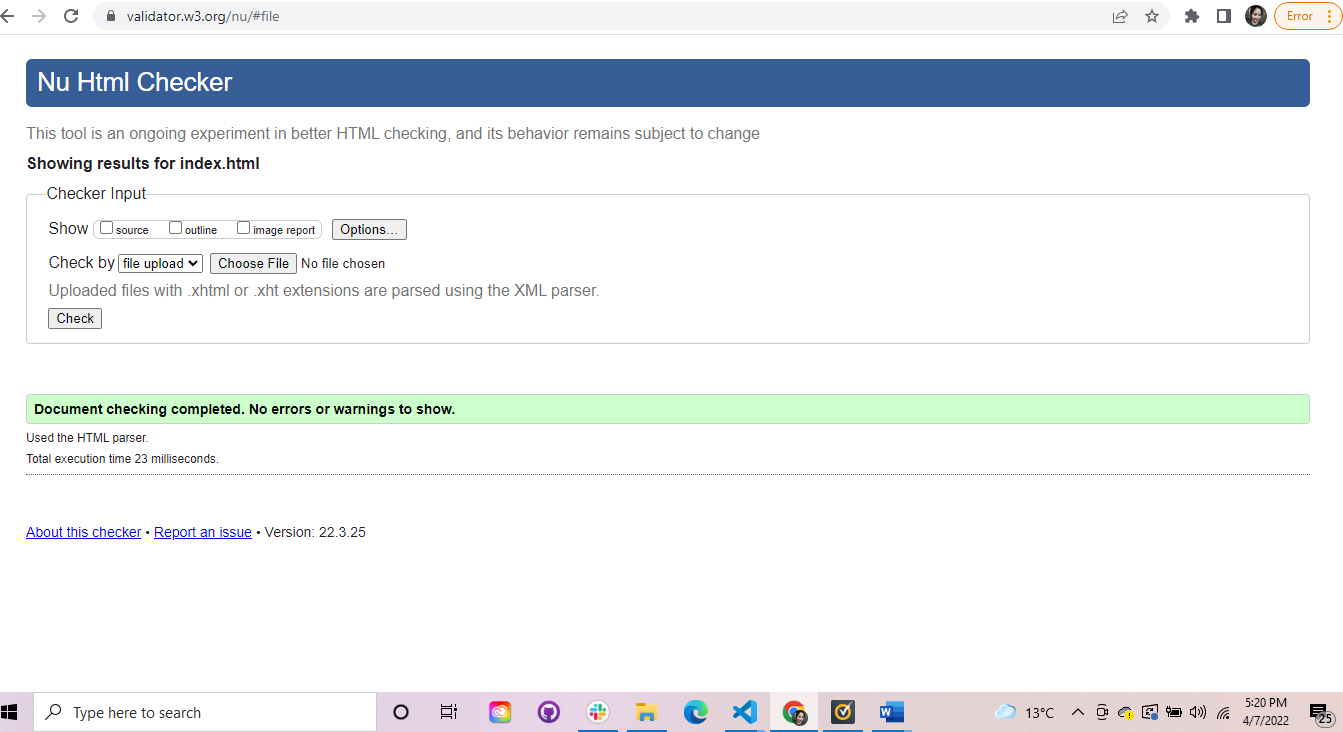 validator.w3.org/nu/#file
Error
Nu Html Checker
This tool is an ongoing experiment in better HTML checking, and its behavior remains subject to change
Showing results for index.html
Checker Input
Show source outline image report Options...
Check by file upload Choose File No file chosen
Uploaded files with .xhtml or .xht extensions are parsed using the XML parser.
Check
Document checking completed. No errors or warnings to show.
Used the HTML parser.
Total execution time 23 milliseconds.
About this checker • Report an issue • Version: 22.3.25
Type here to search
13°C
5:20 PM
4/7/2022
25